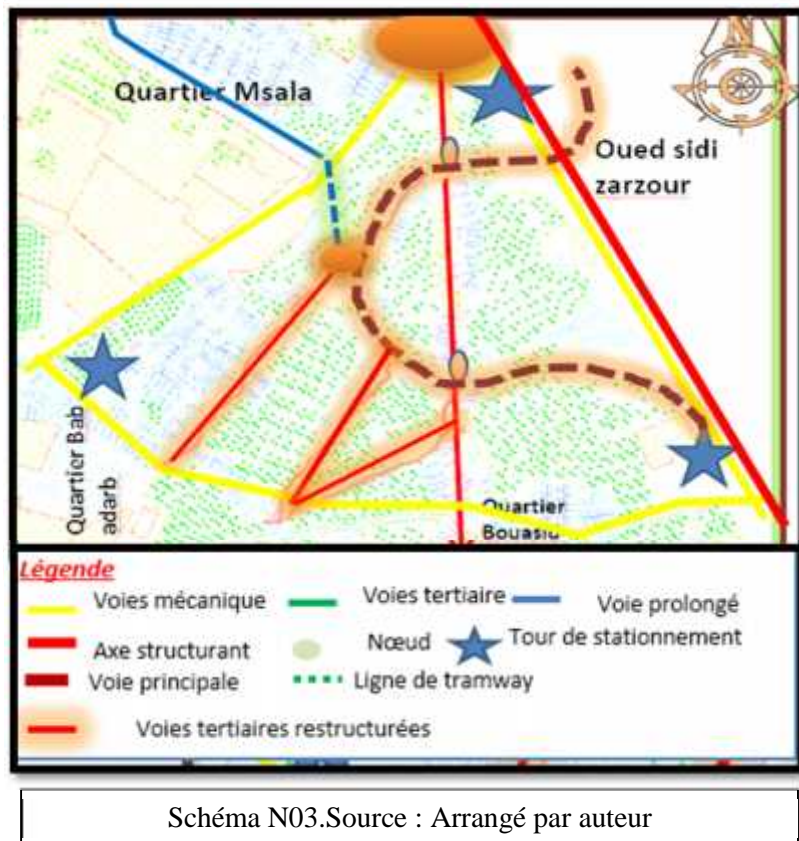 N
Quartier Msala
Oued sidi
zarzour
Quartier Bab
adarb
Quartier
Légende
Voies mécanique
Voies tertiaire
Voie prolongé
Axe structurant
Nœud
Tour de stationnement
Voie principale
Ligne de tramway
Voies tertiaires restructurées
Schéma N03.Source : Arrangé par auteur